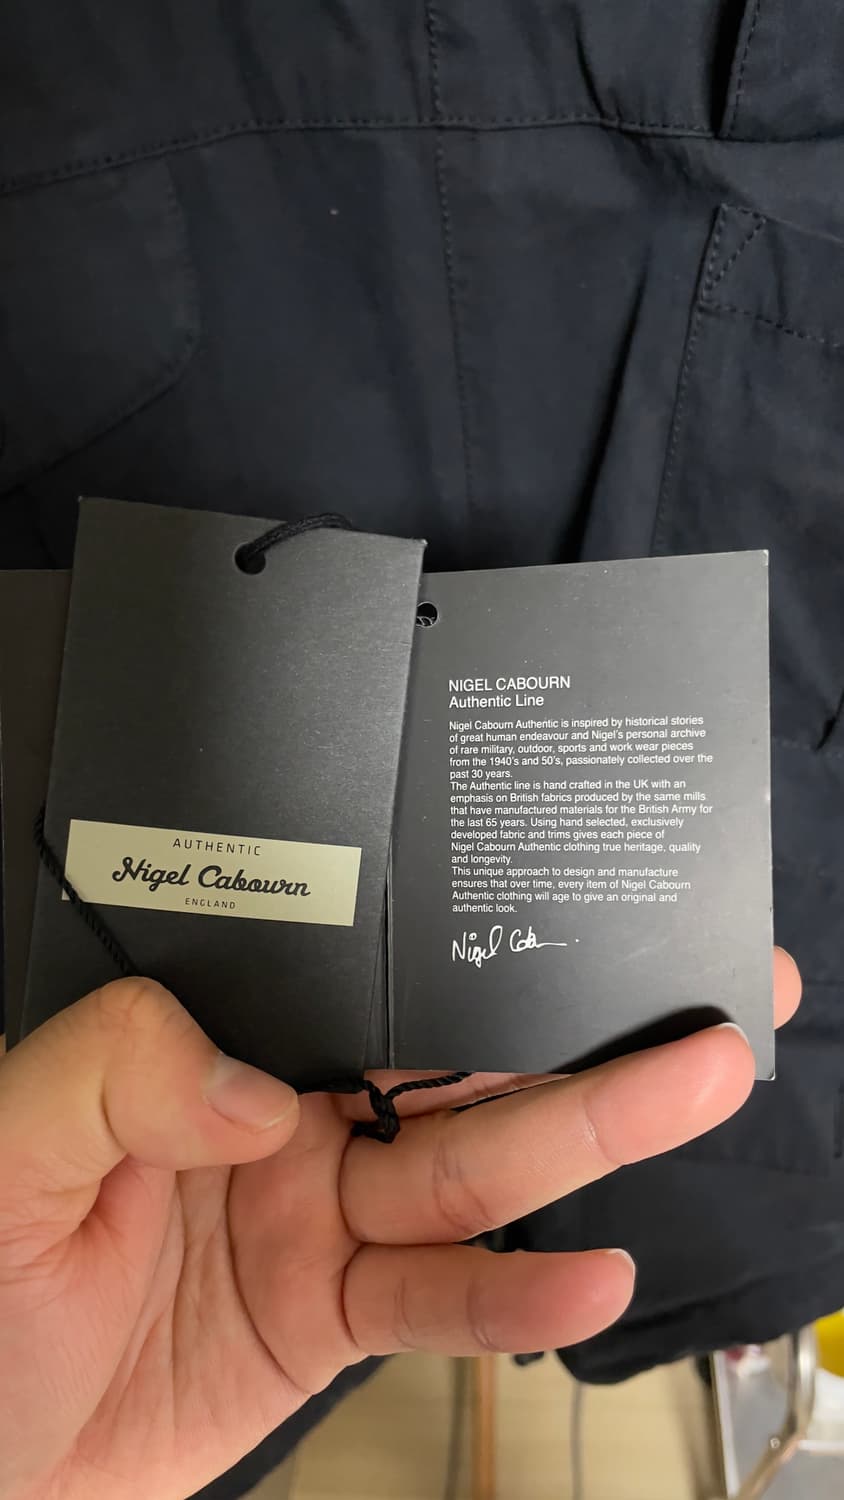 AUTHENTIC
Nigel Cabourn
ENGLAND
NIGEL CABOURN
Authentic Line
Nigel Cabourn Authentic is inspired by historical stories
of great human endeavour and Nigel's personal archive
of rare military, outdoor, sports and work wear pieces
from the 1940's and 50's, passionately collected over the
past 30 years.
The Authentic line is hand crafted in the UK with an
emphasis on British fabrics produced by the same mills
that have manufactured materials for the British Army for
the last 65 years. Using hand selected, exclusively
developed fabric and trims gives each piece of
Nigel Cabourn Authentic clothing true heritage, quality
and longevity.
This unique approach to design and manufacture
ensures that over time, every item of Nigel Cabourn
Authentic clothing will age to give an original and
authentic look.
Nigel